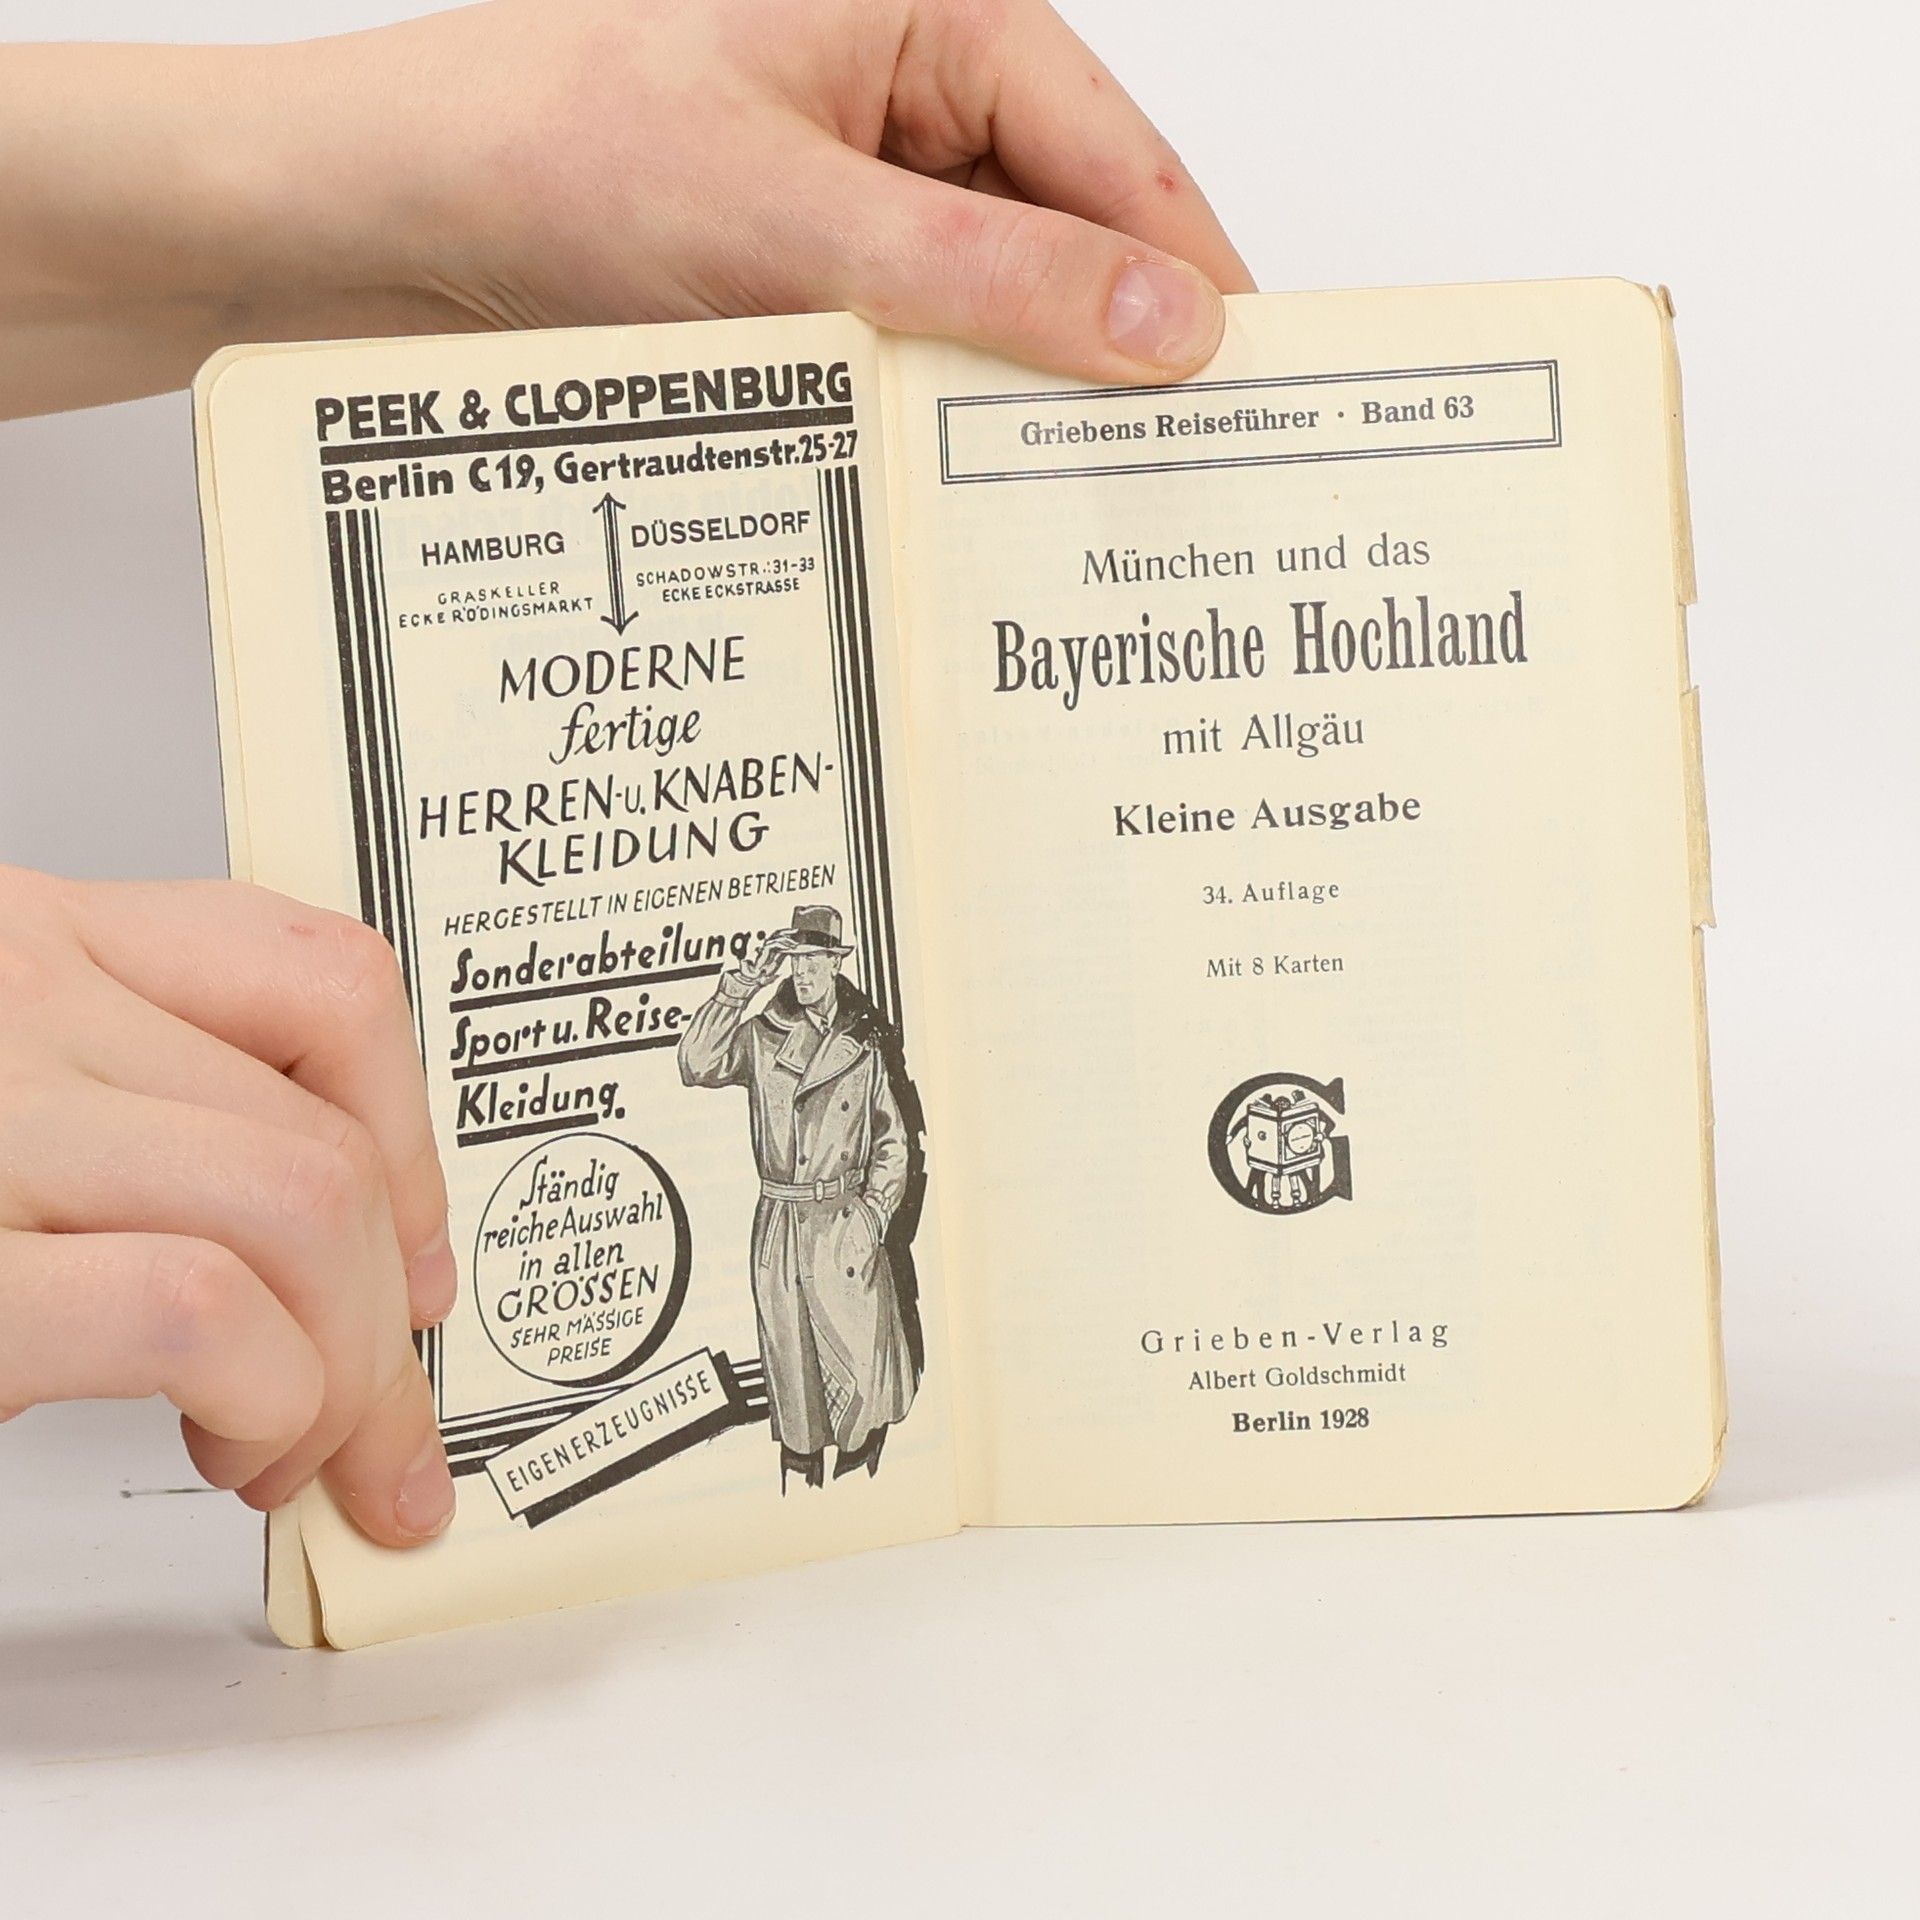 PEEK & CLOPPENBURG
Berlin C19, Gertraudtenstr.25-27
HAMBURG
GRASKELLER
ECKE RÖDINGSMARKT
DÜSSELDORF
SCHADOWSTR.:31-33
ECKE ECKSTRASSE
MODERNE
fertige
HERREN-u. KNABEN-
KLEIDUNG
HERGESTELLT IN EIGENEN BETRIEBEN
Sonderabteilung:
Sport u. Reise-
Kleidung.
Ständig
reiche Auswahl
in allen
GRÖSSEN
SEHR MÄSSIGE
PREISE
EIGENERZEUGNISSE
Griebens Reiseführer · Band 63
München und das
Bayerische Hochland
mit Allgäu
Kleine Ausgabe
34. Auflage
Mit 8 Karten
G
Grieben-Verlag
Albert Goldschmidt
Berlin 1928